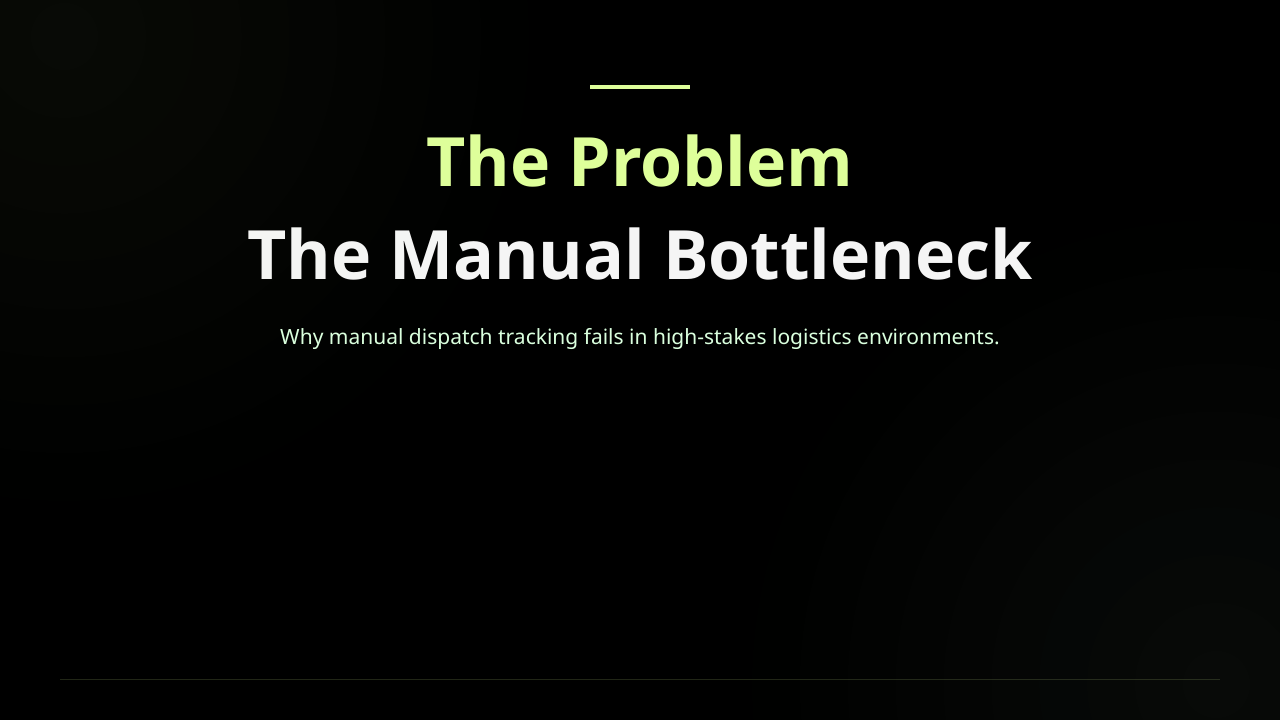 The Problem
The Manual Bottleneck
Why manual dispatch tracking fails in high-stakes logistics environments.